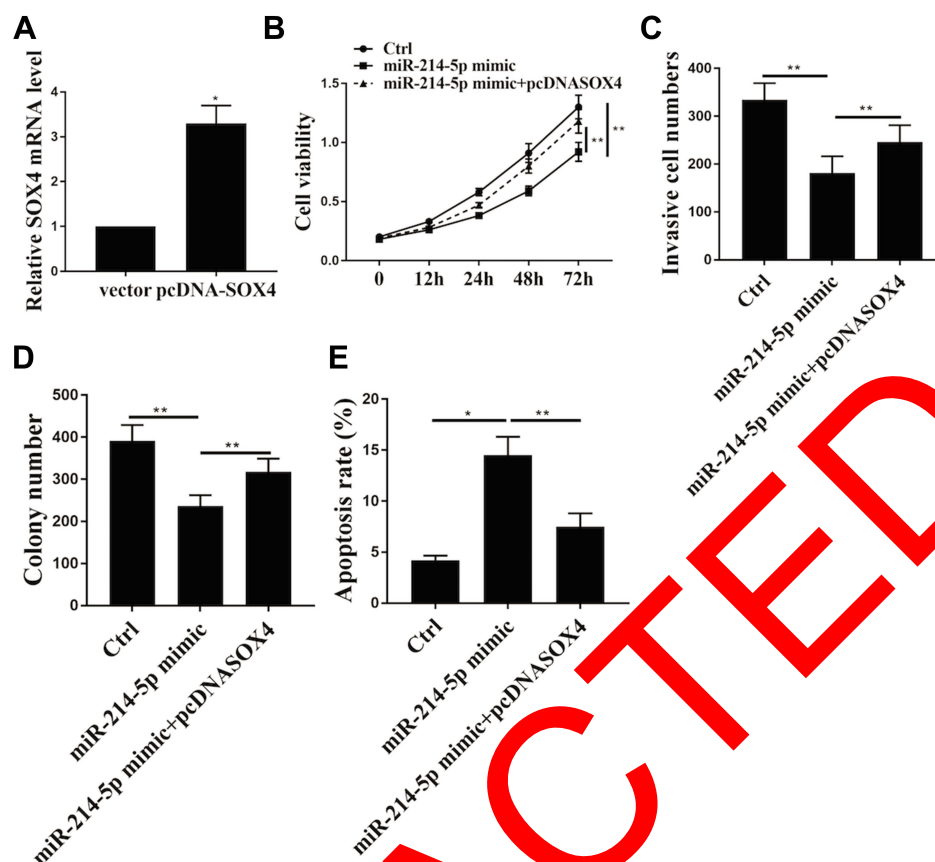 A
Relative SOX4 mRNA level
4
3
2
1
0
*
vector pcDNA-SOX4
B
Ctrl
miR-214-5p mimic
miR-214-5p mimic+pcDNASOX4
Cell viability
1.5
1.0
0.5
0.0
** **
0 12h 24h 48h 72h
C
Invasive cell numbers
400
300
200
100
0
**
**
Ctrl
miR-214-5p mimic
miR-214-5p mimic+pcDNASOX4
D
Colony number
500
400
300
200
100
0
**
**
Ctrl
miR-214-5p mimic
miR-214-5p mimic+pcDNASOX4
E
Apoptosis rate (%)
20
15
10
5
0
*
**
Ctrl
miR-214-5p mimic
miR-214-5p mimic+pcDNASOX4
ACTED